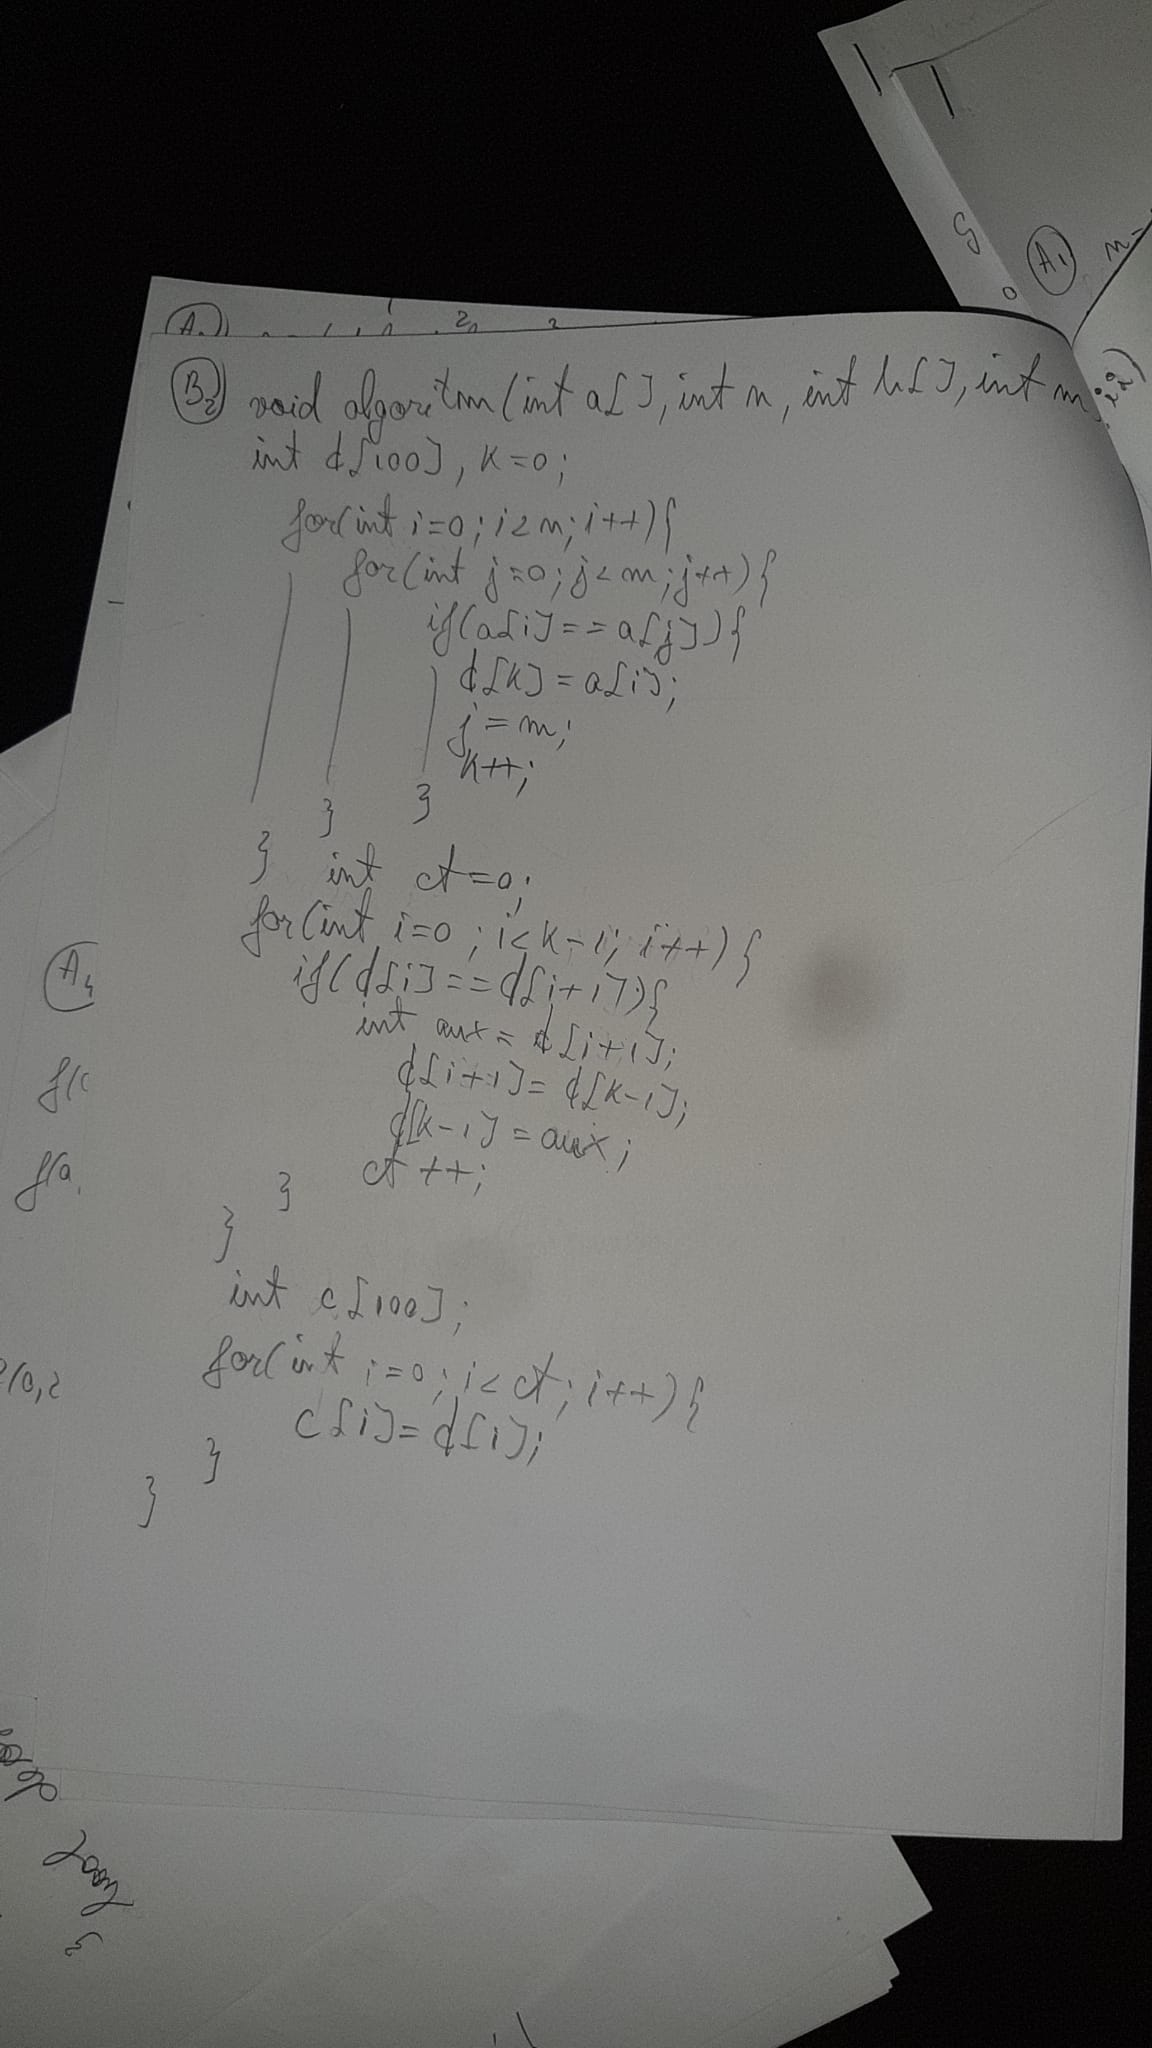 S
A1
0
B2 void algoritm(int a[], int n, int b[], int m
int d[100], k=0;
for(int i=0; i<n; i++){
for(int j=0; j<m; j++){
if(a[i]==a[j]){
d[k]=a[i];
j=m;
k++;
} }
} int ct=0;
for(int i=0; i<k-1; i++){
if(d[i]==d[i+1]){
int aux=d[i+1];
d[i+1]=d[k-1];
d[k-1]=aux;
ct++;
}
}
int c[100];
for(int i=0; i<ct; i++){
c[i]=d[i];
}
}
A4
f(
f(a,